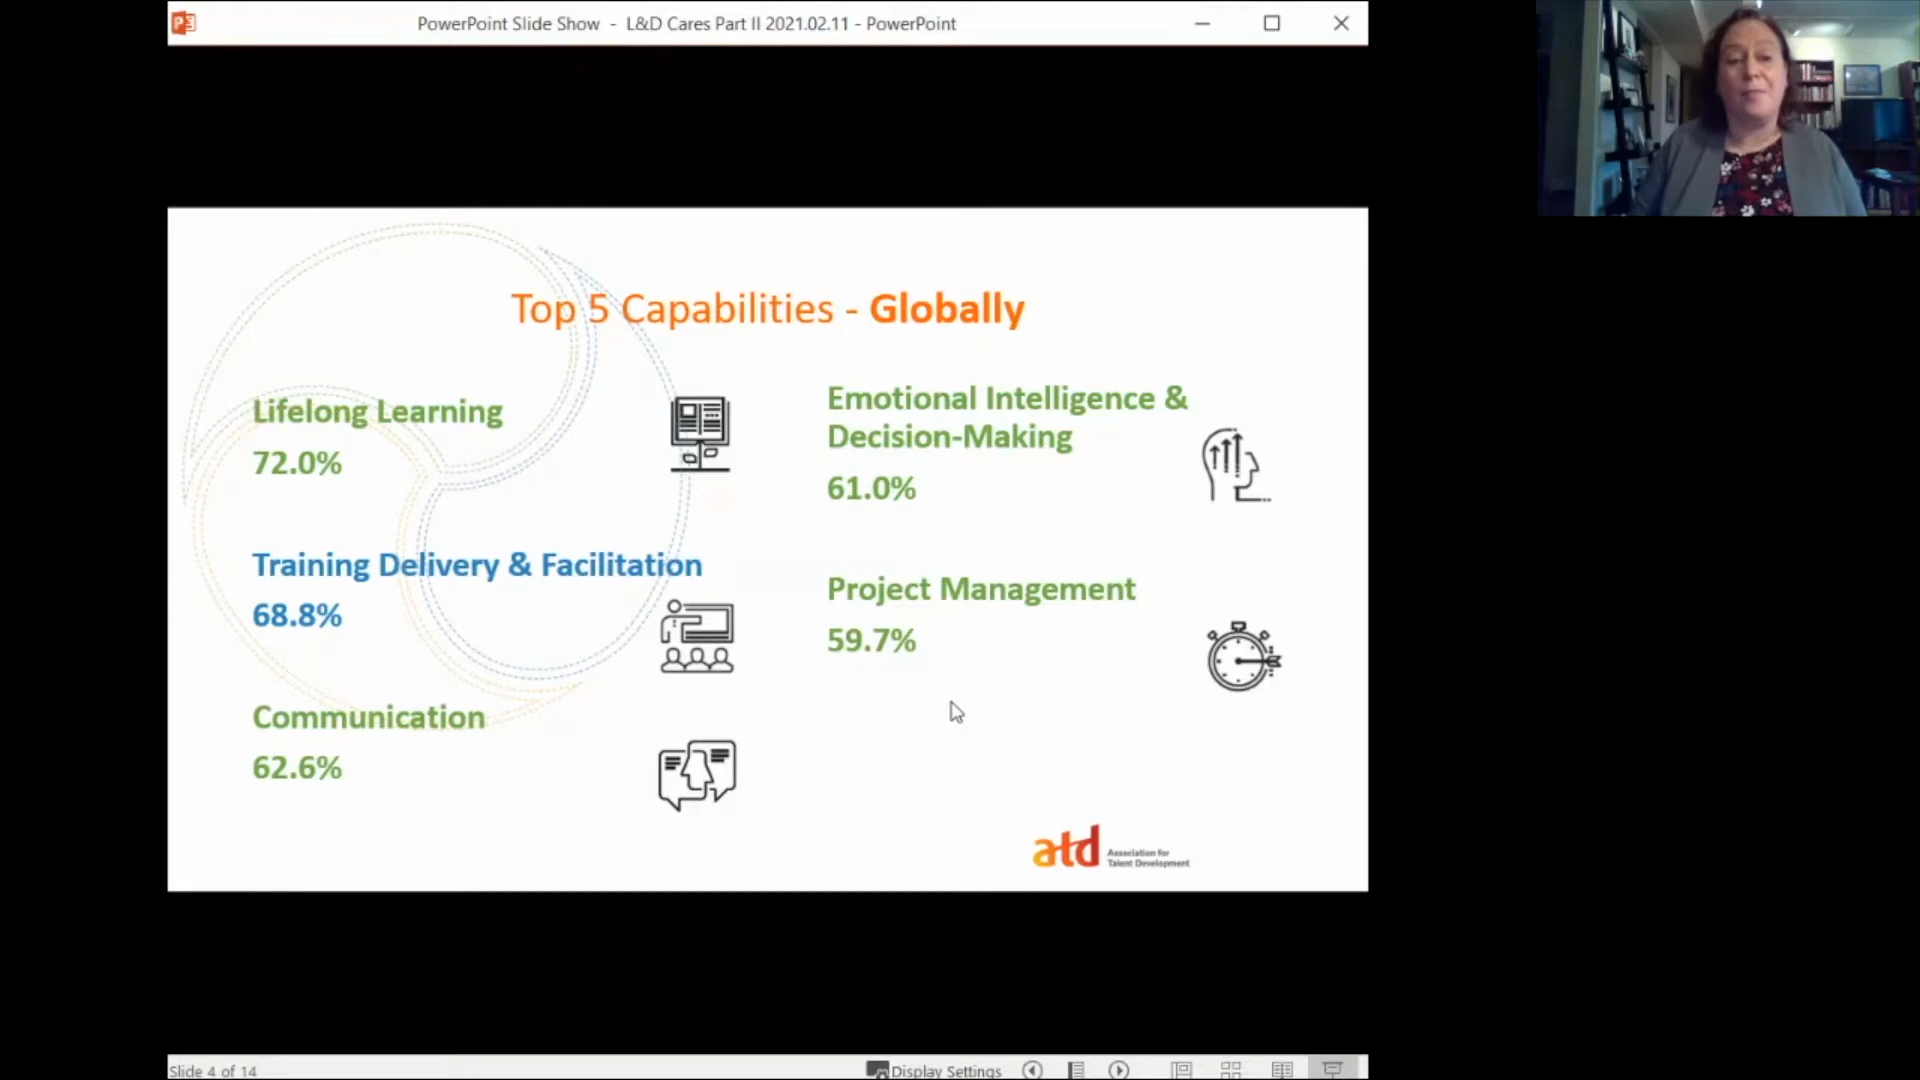 PowerPoint Slide Show - L&D Cares Part II 2021.02.11 - PowerPoint
Top 5 Capabilities - Globally
Lifelong Learning
72.0%
Training Delivery & Facilitation
68.8%
Communication
62.6%
Emotional Intelligence &
Decision-Making
61.0%
Project Management
59.7%
atd Association for
Talent Development
Slide 4 of 14
Display Settings